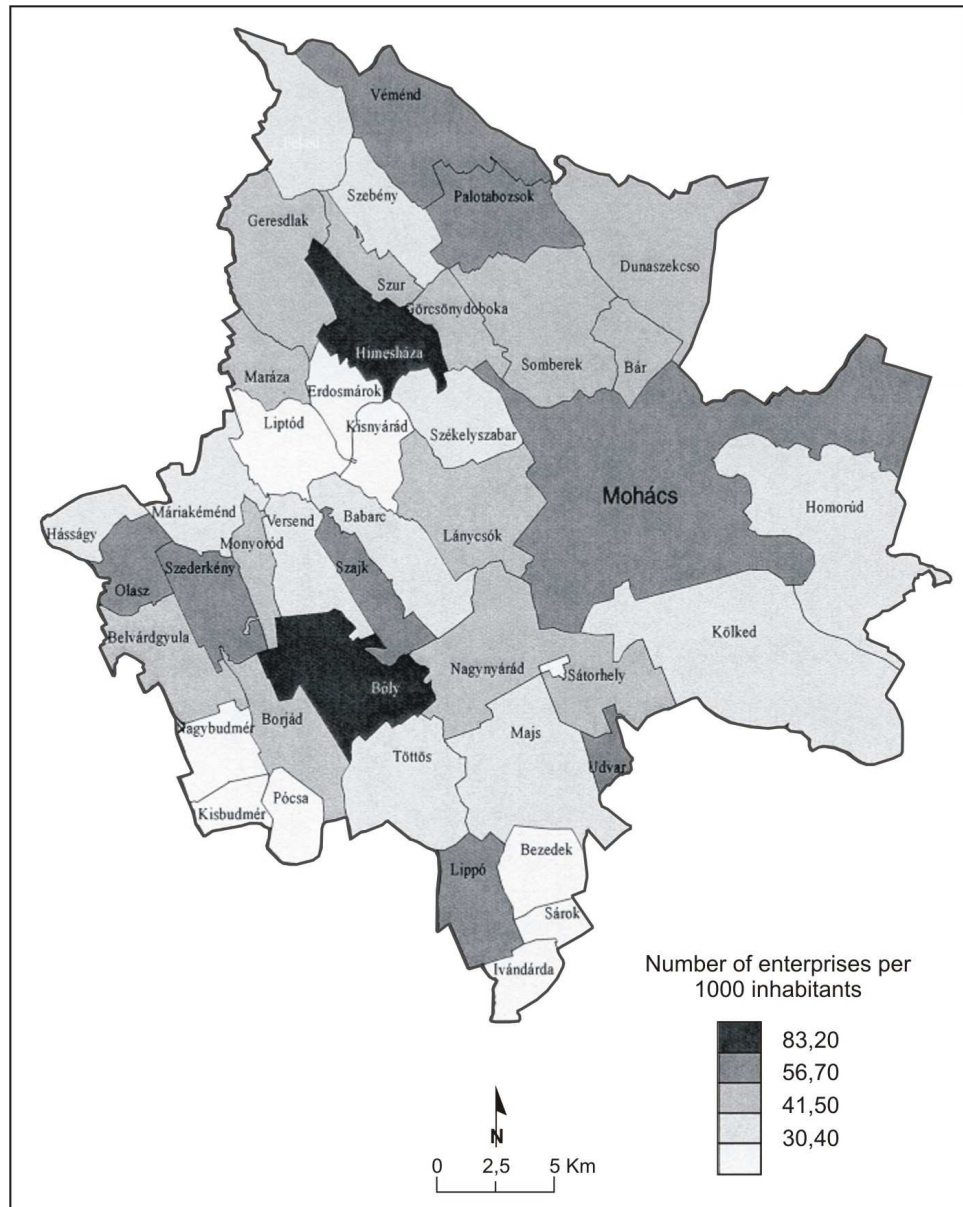 Véménd
Feked
Szebény
Palotabozsok
Geresdlak
Dunaszekcso
Szur
Görcsönydoboka
Himesháza
Somberek
Bár
Maráza
Erdosmárok
Liptód
Kisnyárád
Székelyszabar
Mohács
Homorúd
Máriakéménd
Versend
Babarc
Hásságy
Monyoród
Lánycsók
Szederkény
Szajk
Olasz
Belvárdgyula
Kölked
Nagynyárád
Sátorhely
Bóly
Nagybudmér
Borjád
Majs
Töttös
Udvar
Pócsa
Kisbudmér
Bezedek
Lippó
Sárok
Ivándárda
Number of enterprises per
1000 inhabitants
83,20
56,70
41,50
30,40
N
0 2,5 5 Km